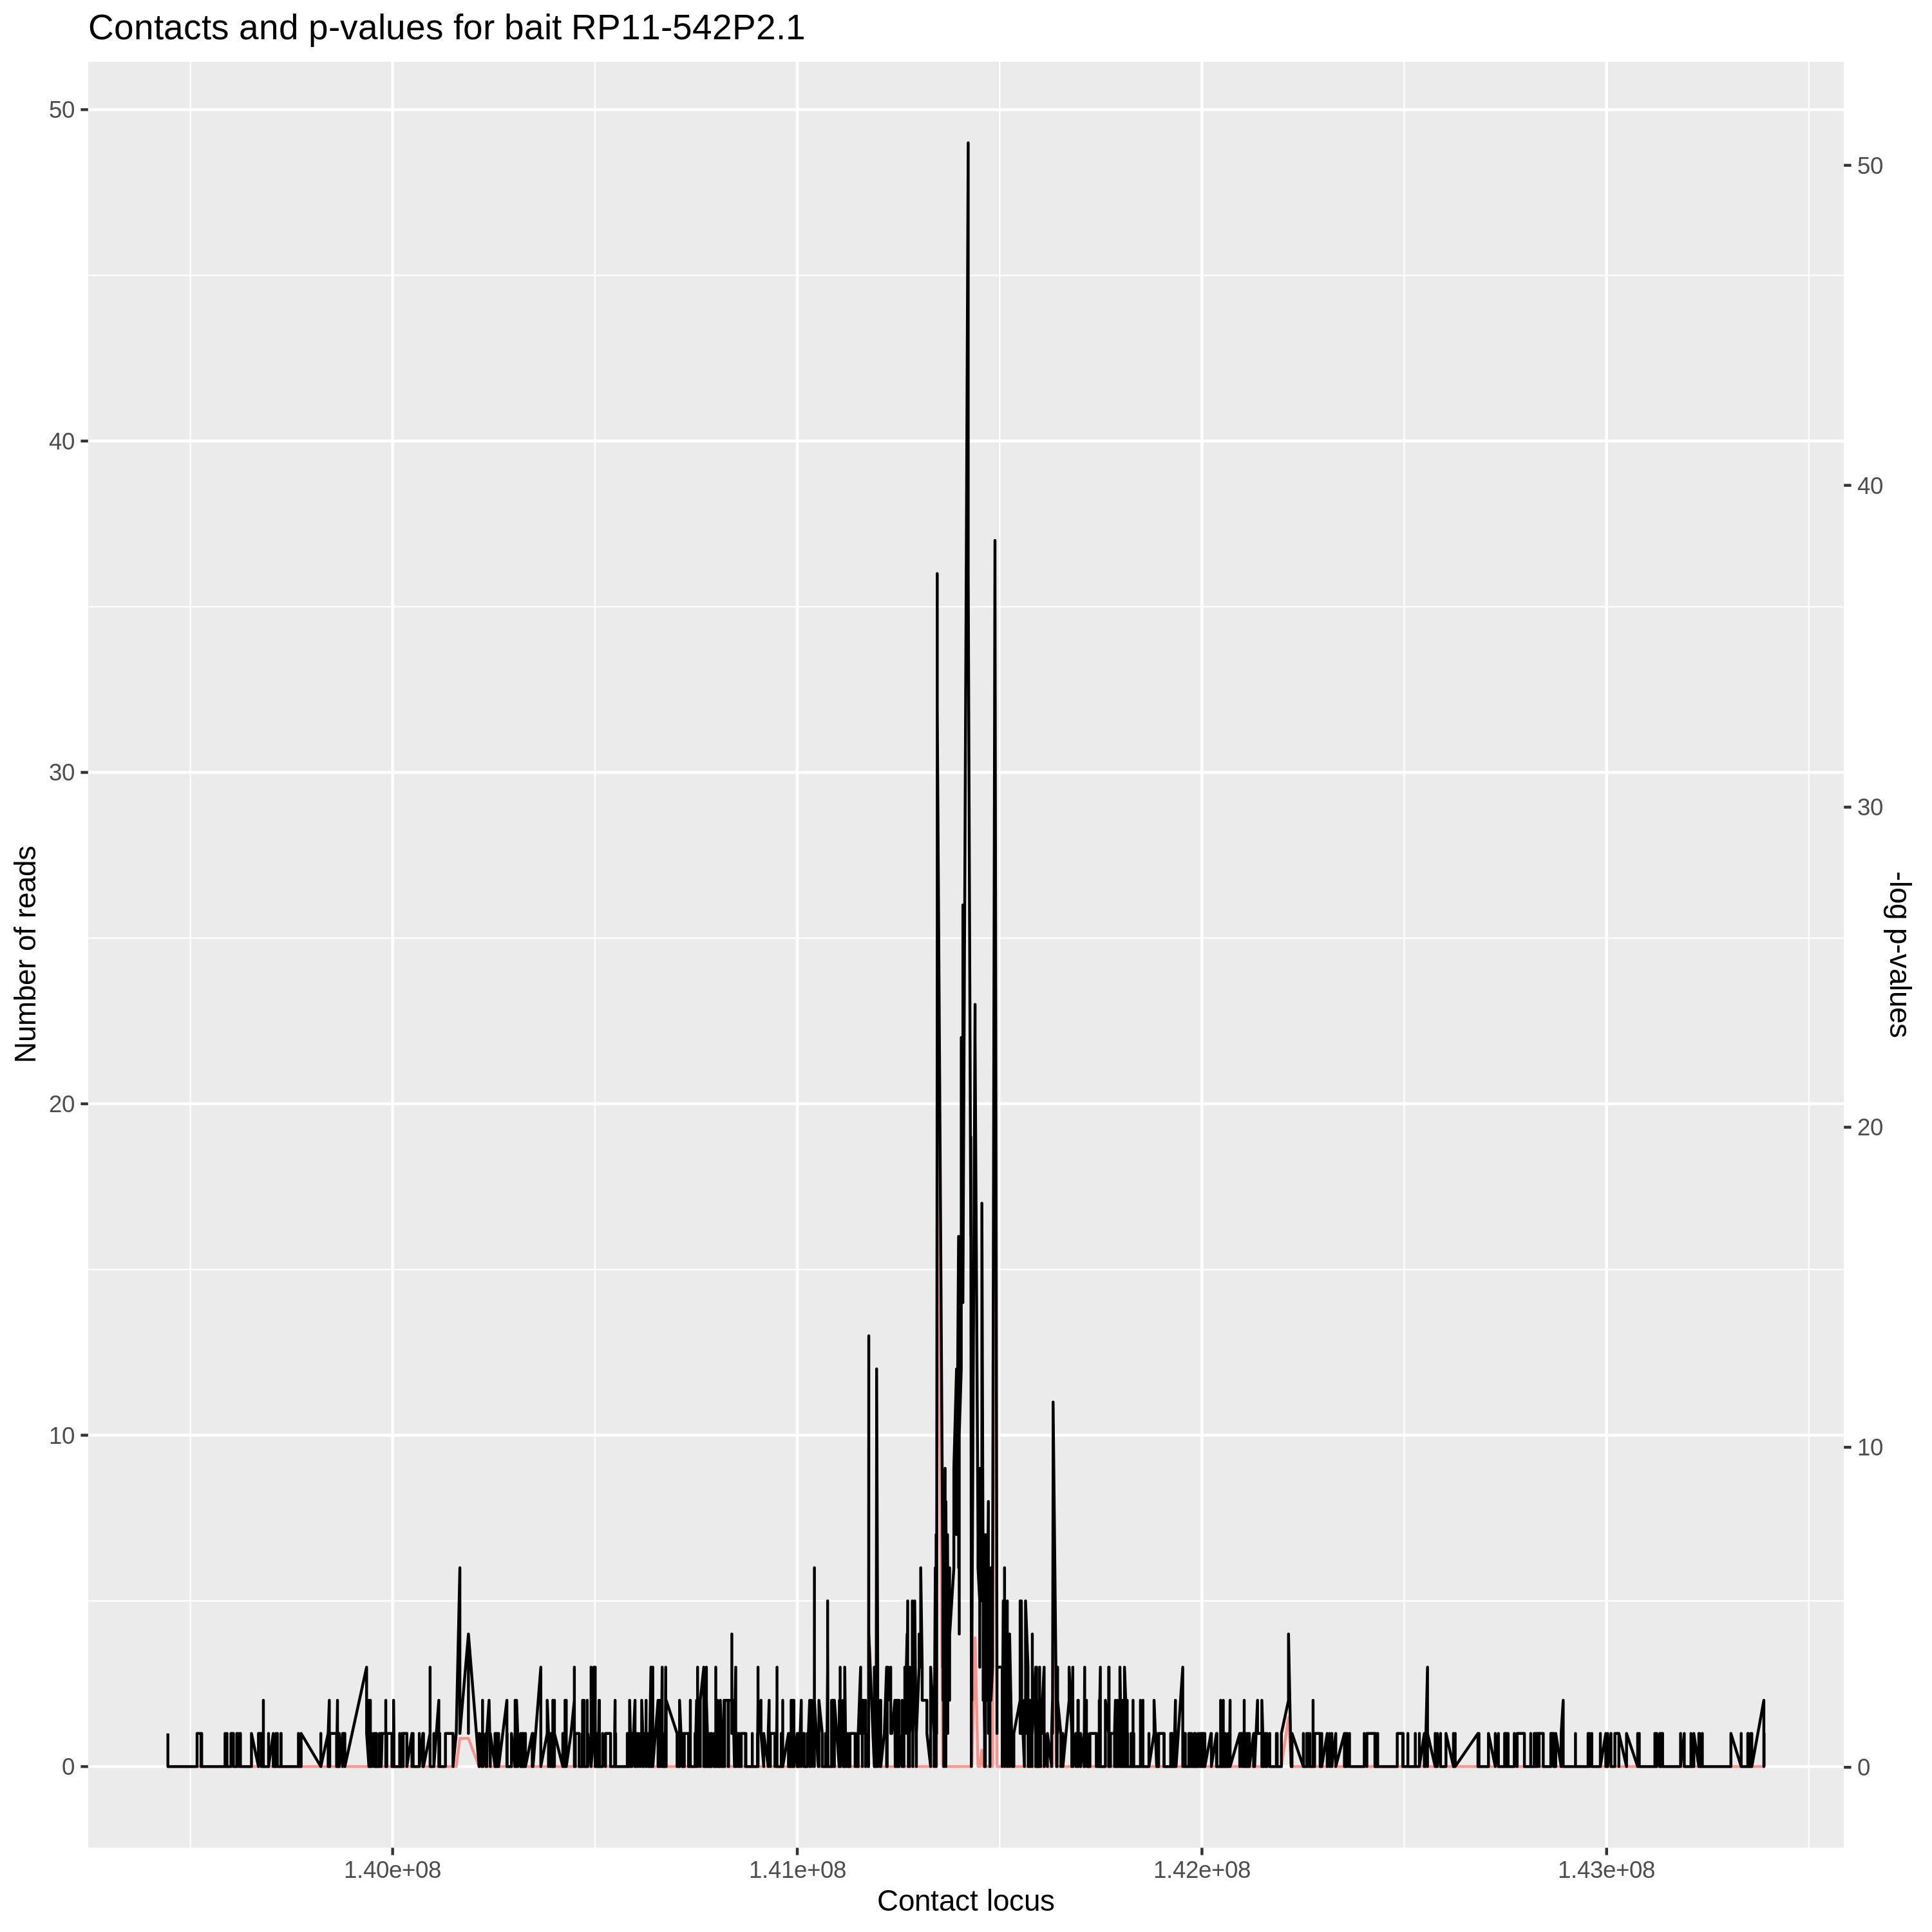 Contacts and p-values for bait RP11-542P2.1
50
40
30
20
10
0
Number of reads
50
40
30
20
10
0
-log p-values
1.40e+08
1.41e+08
1.42e+08
1.43e+08
Contact locus